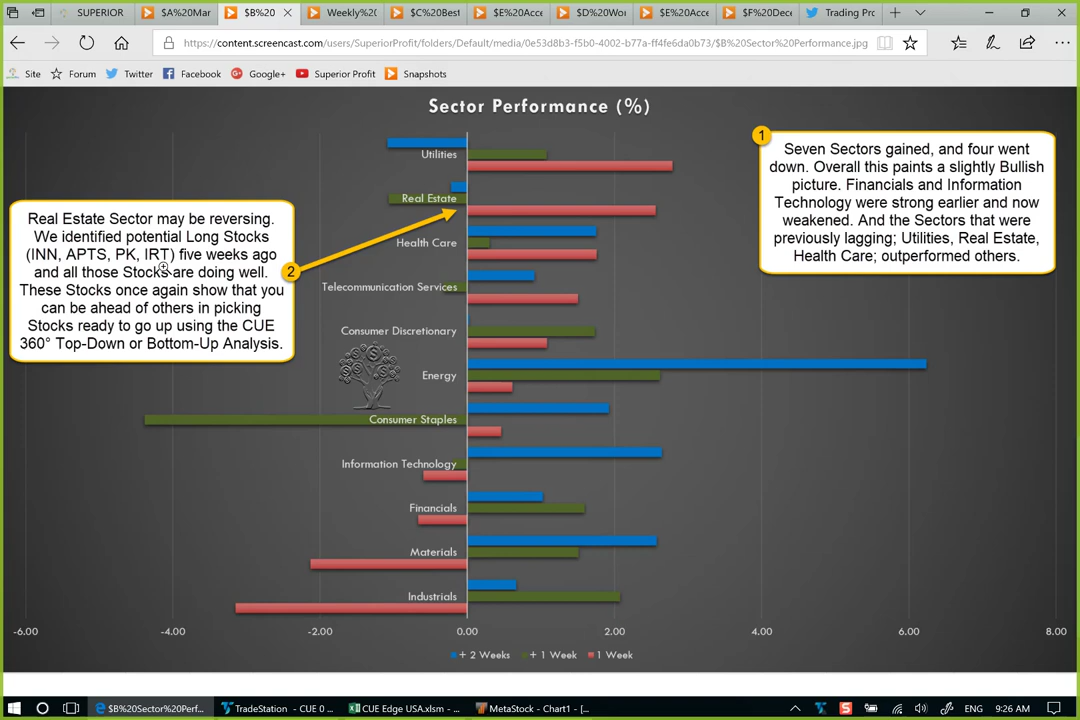 SUPERIOR
$A%20Mar
$B%20
Weekly%20
$C%20Best
$E%20Acce
$D%20Wor
$E%20Acce
$F%20Dece
Trading Prc
https://content.screencast.com/users/SuperiorProfit/folders/Default/media/0e53d8b3-f5b0-4002-b77a-ff4fe6da0b73/$B%20Sector%20Performance.jpg
Site
Forum
Twitter
Facebook
Google+
Superior Profit
Snapshots
Sector Performance (%)
1
Seven Sectors gained, and four went
down. Overall this paints a slightly Bullish
picture. Financials and Information
Technology were strong earlier and now
weakened. And the Sectors that were
previously lagging; Utilities, Real Estate,
Health Care; outperformed others.
Real Estate Sector may be reversing.
We identified potential Long Stocks
(INN, APTS, PK, IRT) five weeks ago
and all those Stocks are doing well.
These Stocks once again show that you
can be ahead of others in picking
Stocks ready to go up using the CUE
360° Top-Down or Bottom-Up Analysis.
2
Utilities
Real Estate
Health Care
Telecommunication Services
Consumer Discretionary
Energy
Consumer Staples
Information Technology
Financials
Materials
Industrials
-6.00
-4.00
-2.00
0.00
2.00
4.00
6.00
8.00
+ 2 Weeks
+ 1 Week
1 Week
$B%20Sector%20Perf...
TradeStation - CUE 0 ...
CUE Edge USA.xlsm - ...
MetaStock - Chart1 - [...
ENG
9:26 AM